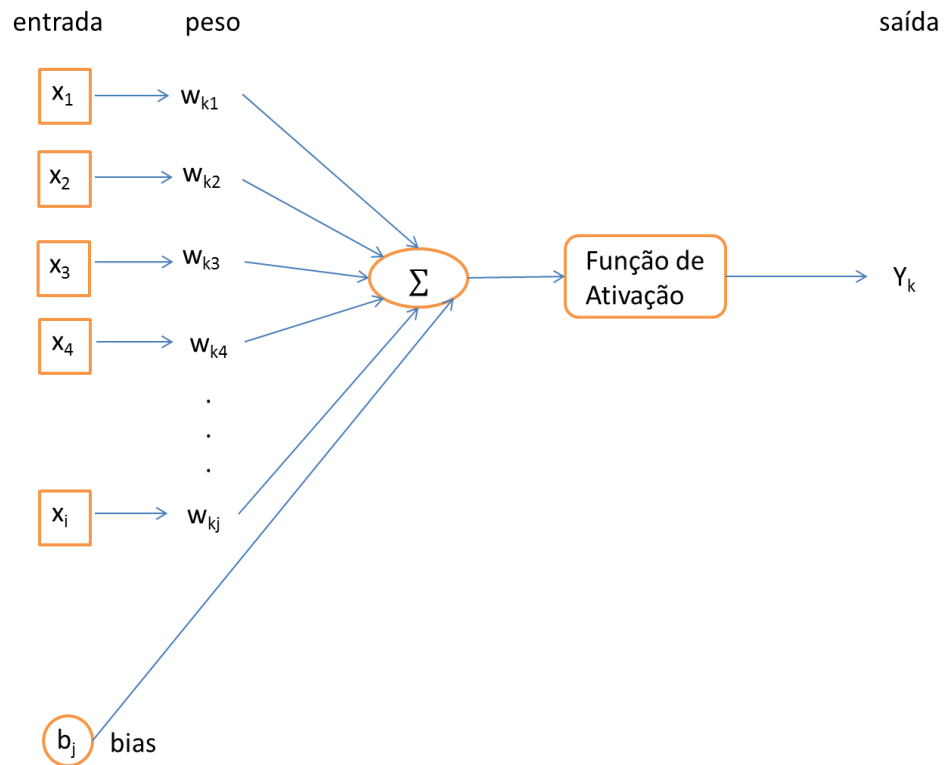 entrada peso saída
x₁ wₖ₁
x₂ wₖ₂
x₃ wₖ₃
∑
Função de
Ativação
Yₖ
x₄ wₖ₄
.
.
.
xᵢ wₖⱼ
bⱼ bias